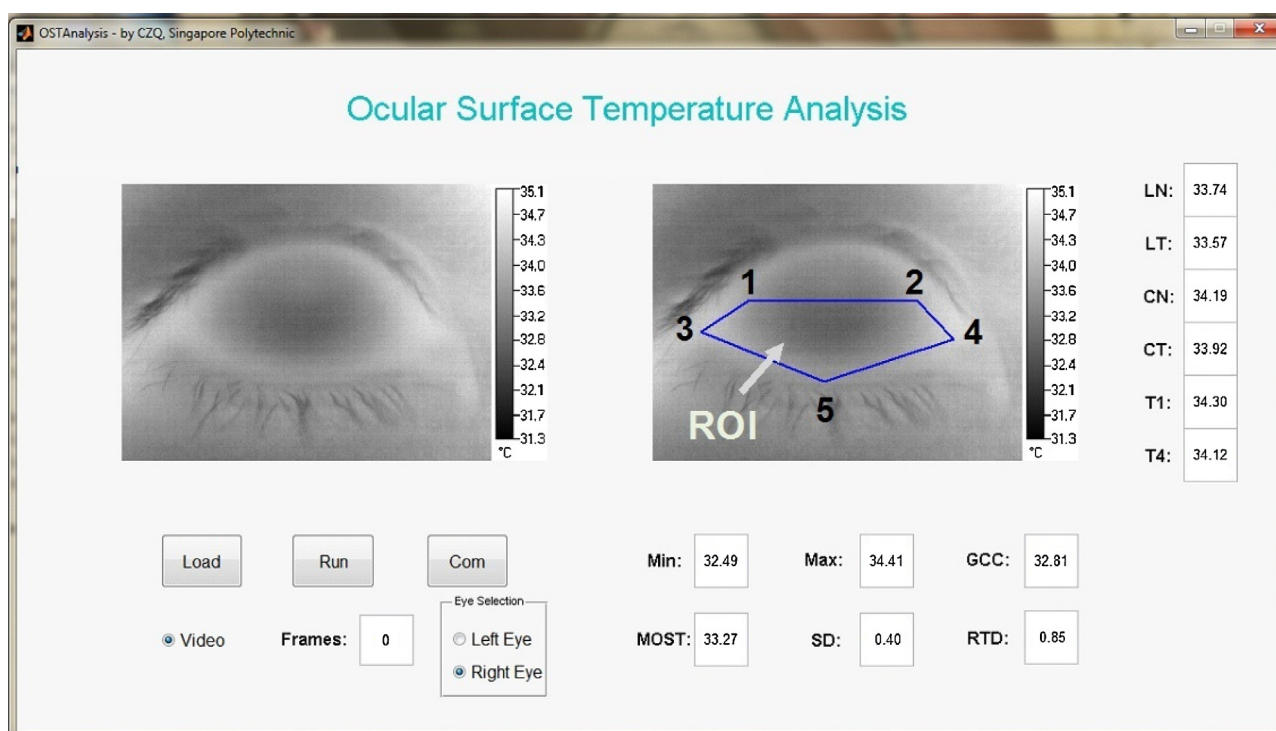 OSTAnalysis - by CZQ, Singapore Polytechnic
Ocular Surface Temperature Analysis
35.1
34.7
34.3
34.0
33.6
33.2
32.8
32.4
32.1
31.7
31.3
°C
1
2
3
4
5
ROI
35.1
34.7
34.3
34.0
33.6
33.2
32.8
32.4
32.1
31.7
31.3
°C
LN: 33.74
LT: 33.57
CN: 34.19
CT: 33.92
T1: 34.30
T4: 34.12
Load Run Com
Min: 32.49 Max: 34.41 GCC: 32.81
Eye Selection
Video Frames: 0 Left Eye
Right Eye
MOST: 33.27 SD: 0.40 RTD: 0.85